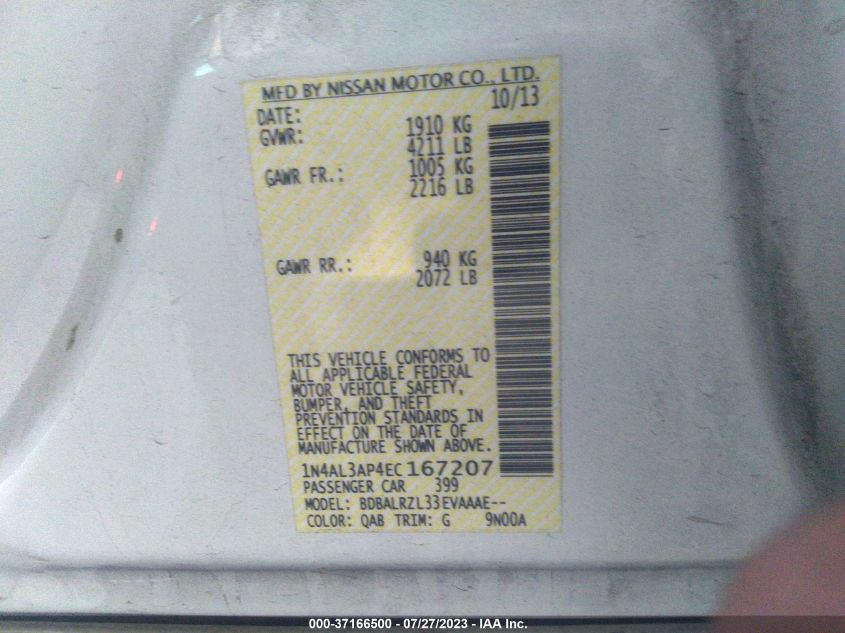 MFD BY NISSAN MOTOR CO., LTD.
DATE: 10/13
GVWR: 1910 KG
4211 LB
GAWR FR.: 1005 KG
2216 LB
GAWR RR.: 940 KG
2072 LB
THIS VEHICLE CONFORMS TO
ALL APPLICABLE FEDERAL
MOTOR VEHICLE SAFETY,
BUMPER, AND THEFT
PREVENTION STANDARDS IN
EFFECT ON THE DATE OF
MANUFACTURE SHOWN ABOVE.
1N4AL3AP4EC167207
PASSENGER CAR 399
MODEL: BDBALRZL33EVAAAE--
COLOR: QAB TRIM: G 9N00A
000-37166500 - 07/27/2023 - IAA Inc.